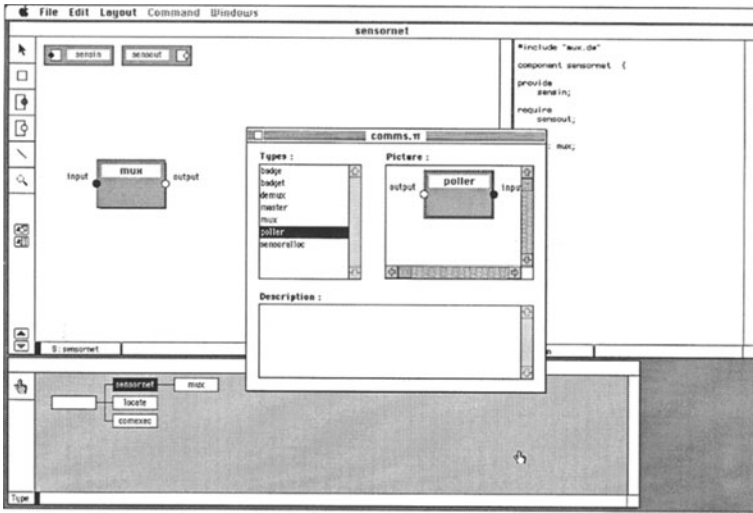 File Edit Layout Command Windows
sensornet
sensin
sensout
#include "mux.de"
component sensornet {
provide
sensin;
require
sensout;
mux;
input
mux
output
comms.π
Types :
badge
badget
demux
master
mux
poller
sensoralloc
Picture :
output
poller
input
Description :
S: sensornet
sensornet
mux
locate
comexec
Type